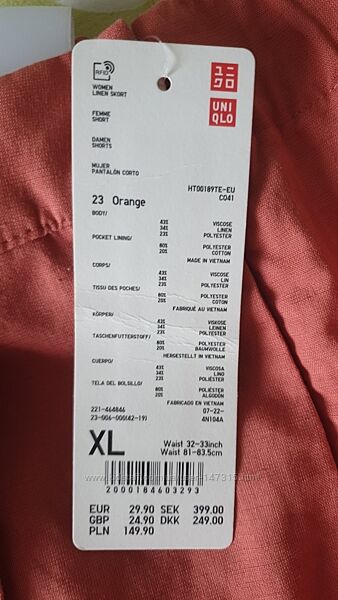 RFID
WOMEN
LINEN SKORT
ユニ
クロ
UNI
QLO
FEMME
SHORT
DAMEN
SHORTS
MUJER
PANTALÓN CORTO
HT00189TE-EU
23 Orange C041
BODY/ 43% VISCOSE
34% LINEN
23% POLYESTER
POCKET LINING/ 80% POLYESTER
20% COTTON
MADE IN VIETNAM
CORPS/ 43% VISCOSE
34% LIN
23% POLYESTER
TISSU DES POCHES/ 80% POLYESTER
20% COTON
FABRIQUÉ AU VIETNAM
KÖRPER/ 43% VISKOSE
34% LEINEN
23% POLYESTER
TASCHENFUTTERSTOFF/ 80% POLYESTER
20% BAUMWOLLE
HERGESTELLT IN VIETNAM
CUERPO/ 43% VISCOSA
34% LINO
23% POLIÉSTER
TELA DEL BOLSILLO/ 80% POLIÉSTER
20% ALGODÓN
FABRICADO EN VIETNAM
221-464846 07-22-
23-006-000(42-19) 4N104A
XL Waist 32-33inch
Waist 81-83.5cm
2000184603293
EUR 29.90 SEK 399.00
GBP 24.90 DKK 249.00
PLN 149.90